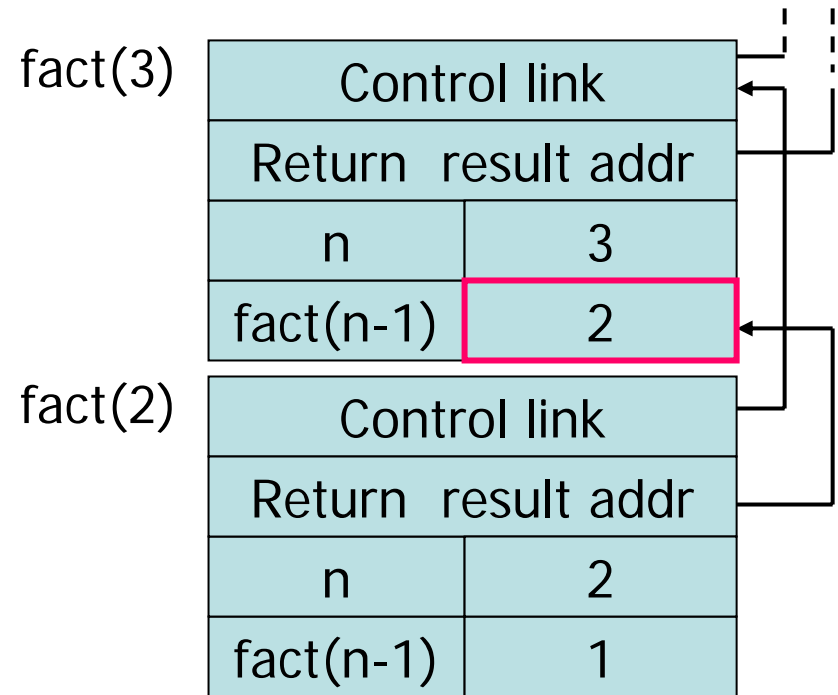 fact(3)
Control link
Return result addr
n 3
fact(n-1) 2
fact(2)
Control link
Return result addr
n 2
fact(n-1) 1